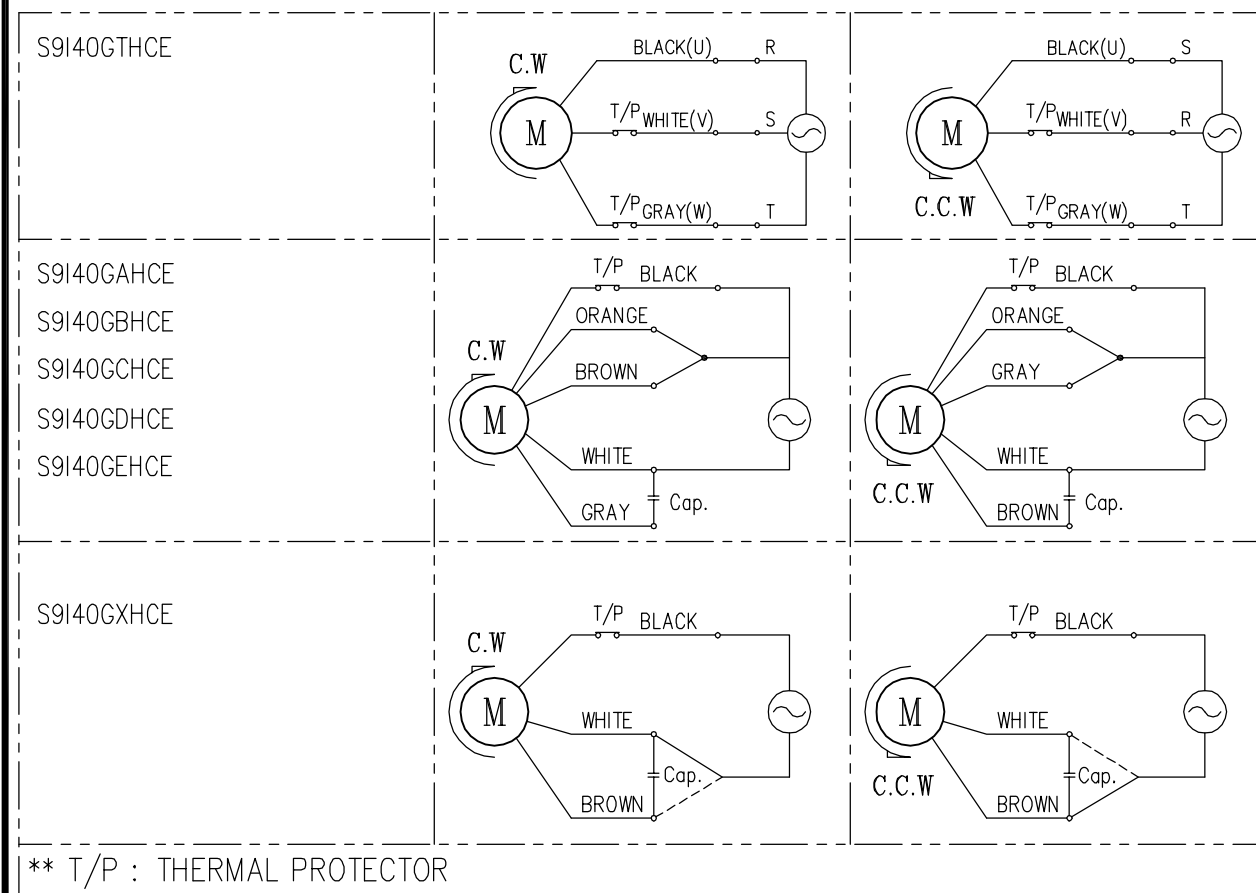 S9I40GTHCE
C.W
M
BLACK(U) R
T/P WHITE(V) S
T/P GRAY(W) T
C.C.W
M
BLACK(U) S
T/P WHITE(V) R
T/P GRAY(W) T
S9I40GAHCE
S9I40GBHCE
S9I40GCHCE
S9I40GDHCE
S9I40GEHCE
C.W
M
T/P BLACK
ORANGE
BROWN
WHITE
GRAY
Cap.
C.C.W
M
T/P BLACK
ORANGE
GRAY
WHITE
BROWN
Cap.
S9I40GXHCE
C.W
M
T/P BLACK
WHITE
Cap.
BROWN
C.C.W
M
T/P BLACK
WHITE
Cap.
BROWN
** T/P : THERMAL PROTECTOR